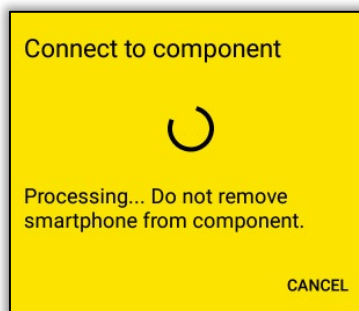 Connect to component
Processing... Do not remove
smartphone from component.
CANCEL